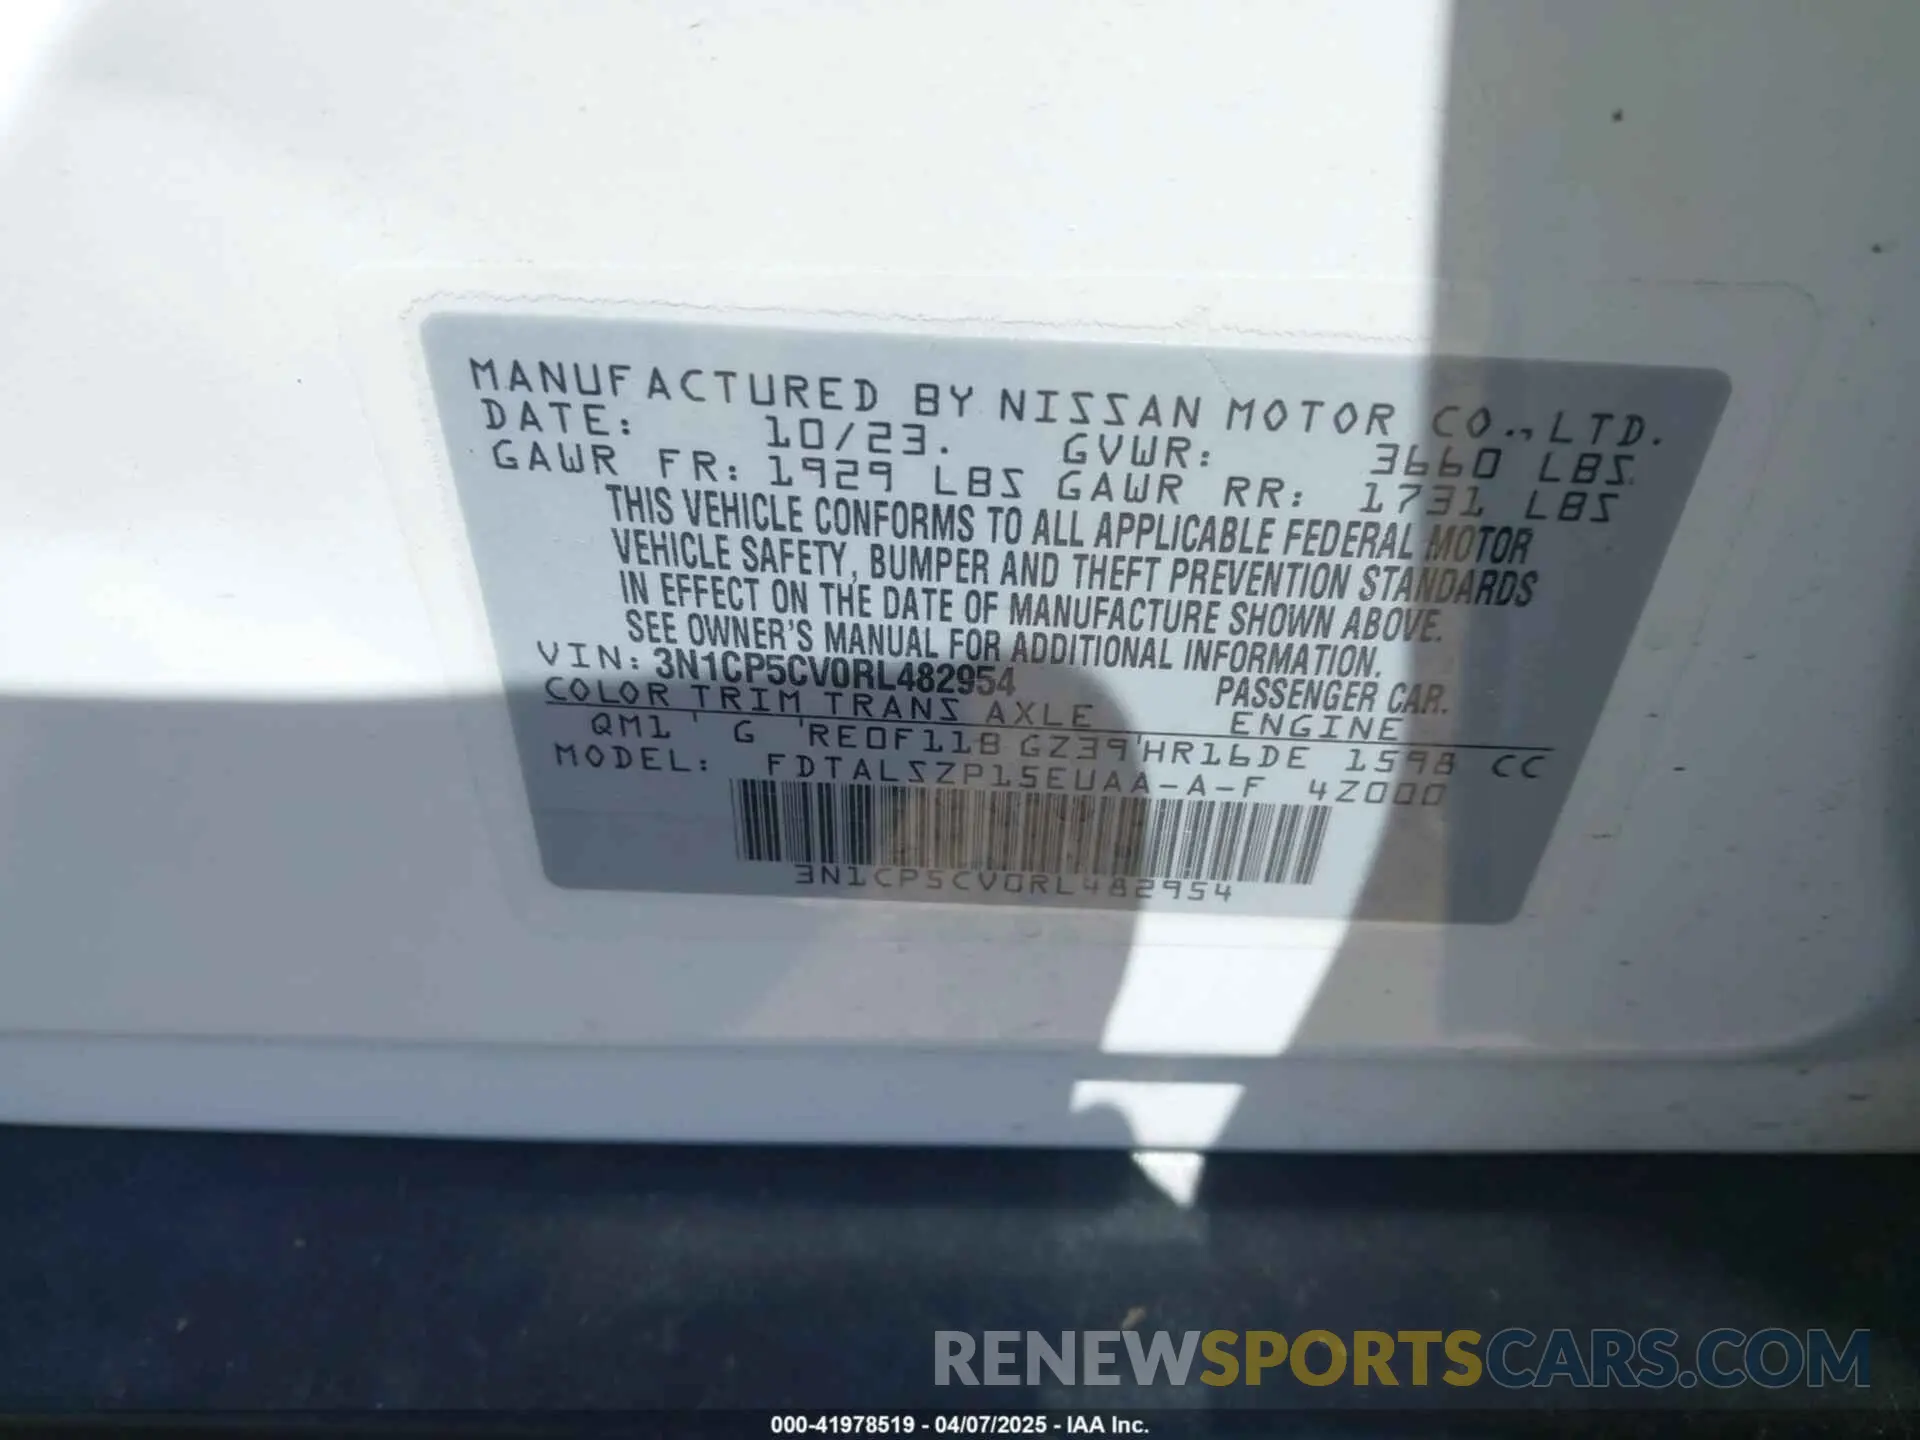 MANUFACTURED BY NISSAN MOTOR CO., LTD.
DATE: 10/23. GVWR: 3660 LBS.
GAWR FR: 1929 LBS GAWR RR: 1731 LBS
THIS VEHICLE CONFORMS TO ALL APPLICABLE FEDERAL MOTOR
VEHICLE SAFETY, BUMPER AND THEFT PREVENTION STANDARDS
IN EFFECT ON THE DATE OF MANUFACTURE SHOWN ABOVE.
SEE OWNER'S MANUAL FOR ADDITIONAL INFORMATION.
VIN: 3N1CP5CV0RL482954 PASSENGER CAR.
COLOR TRIM TRANS AXLE ENGINE
QM1 ' G 'RE0F11B GZ39'HR16DE 1598 CC
MODEL: FDTALSZP15EUAA-A-F 4Z000
3N1CP5CV0RL482954
RENEWSPORTSCARS.COM
000-41978519 - 04/07/2025 - IAA Inc.